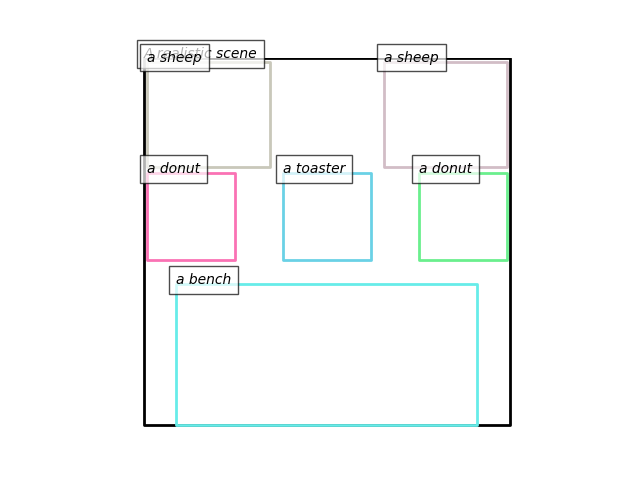 A realistic scene
a sheep
a sheep
a donut
a toaster
a donut
a bench